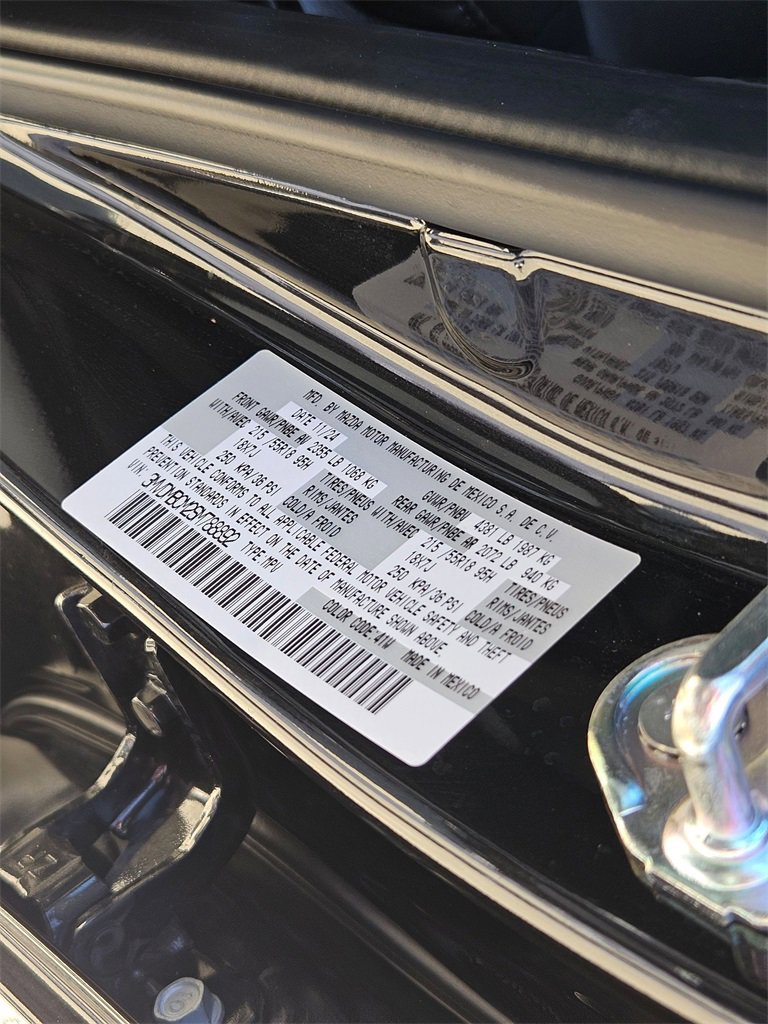 MFD. BY MAZDA MOTOR MANUFACTURING DE MEXICO S.A. DE C.V.
DATE 11/24 GVWR/PNBV 4381 LB 1987 KG
FRONT GAWR/PNBE AV 2355 LB 1068 KG REAR GAWR/PNBE AR 2072 LB 940 KG
WITH/AVEC 215/55R18 95H TIRES/PNEUS WITH/AVEC 215/55R18 95H TIRES/PNEUS
18X7J RIMS/JANTES 18X7J RIMS/JANTES
250 KPA/36 PSI COLD/A FROID 250 KPA/36 PSI COLD/A FROID
THIS VEHICLE CONFORMS TO ALL APPLICABLE FEDERAL MOTOR VEHICLE SAFETY AND THEFT
PREVENTION STANDARDS IN EFFECT ON THE DATE OF MANUFACTURE SHOWN ABOVE.
VIN: TYPE: MPV
COLOR CODE: 41W MADE IN MEXICO